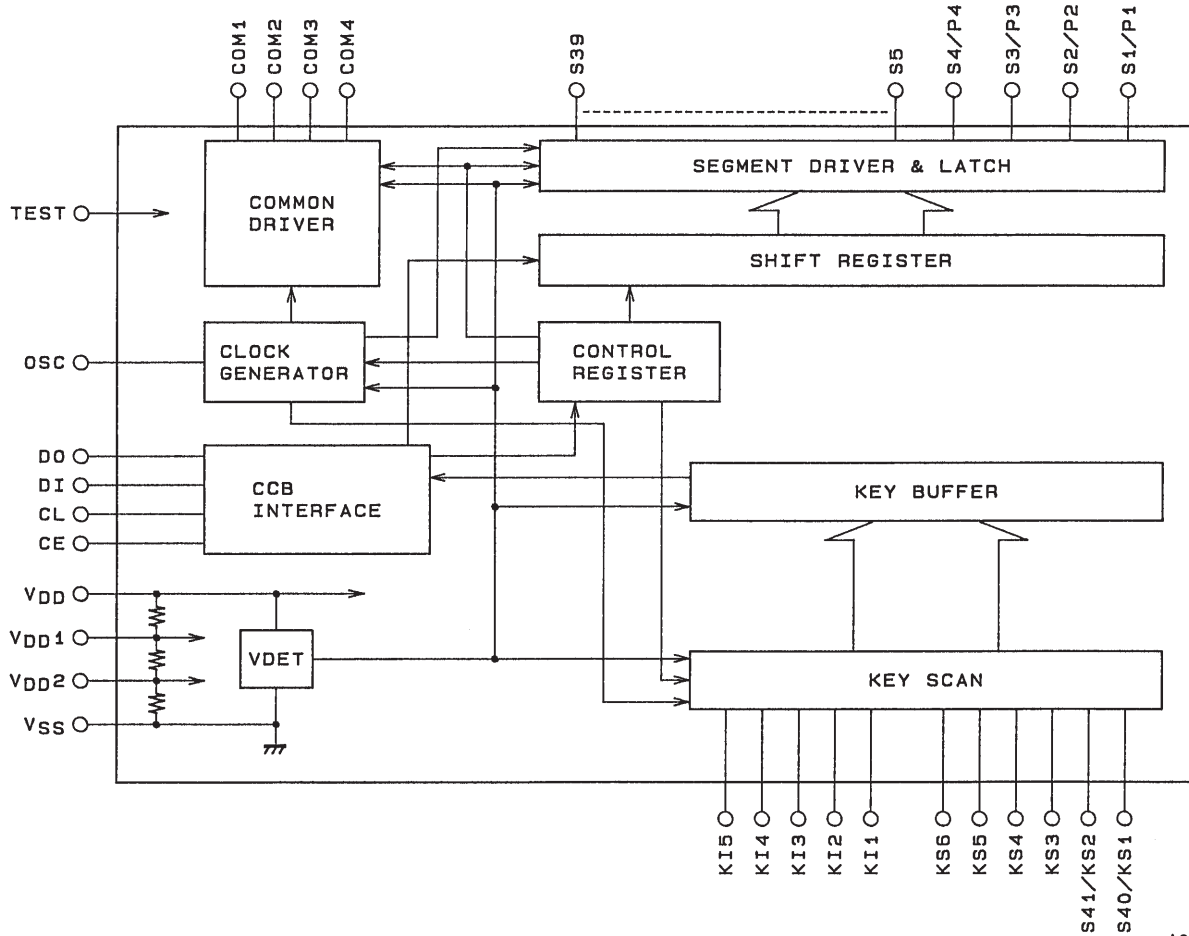 COM1
COM2
COM3
COM4
S39
S5
S4/P4
S3/P3
S2/P2
S1/P1
COMMON
DRIVER
SEGMENT DRIVER & LATCH
TEST
SHIFT REGISTER
OSC
CLOCK
GENERATOR
CONTROL
REGISTER
DO
DI
CL
CE
CCB
INTERFACE
KEY BUFFER
VDD
VDD1
VDD2
VSS
VDET
KEY SCAN
KI5
KI4
KI3
KI2
KI1
KS6
KS5
KS4
KS3
S41/KS2
S40/KS1